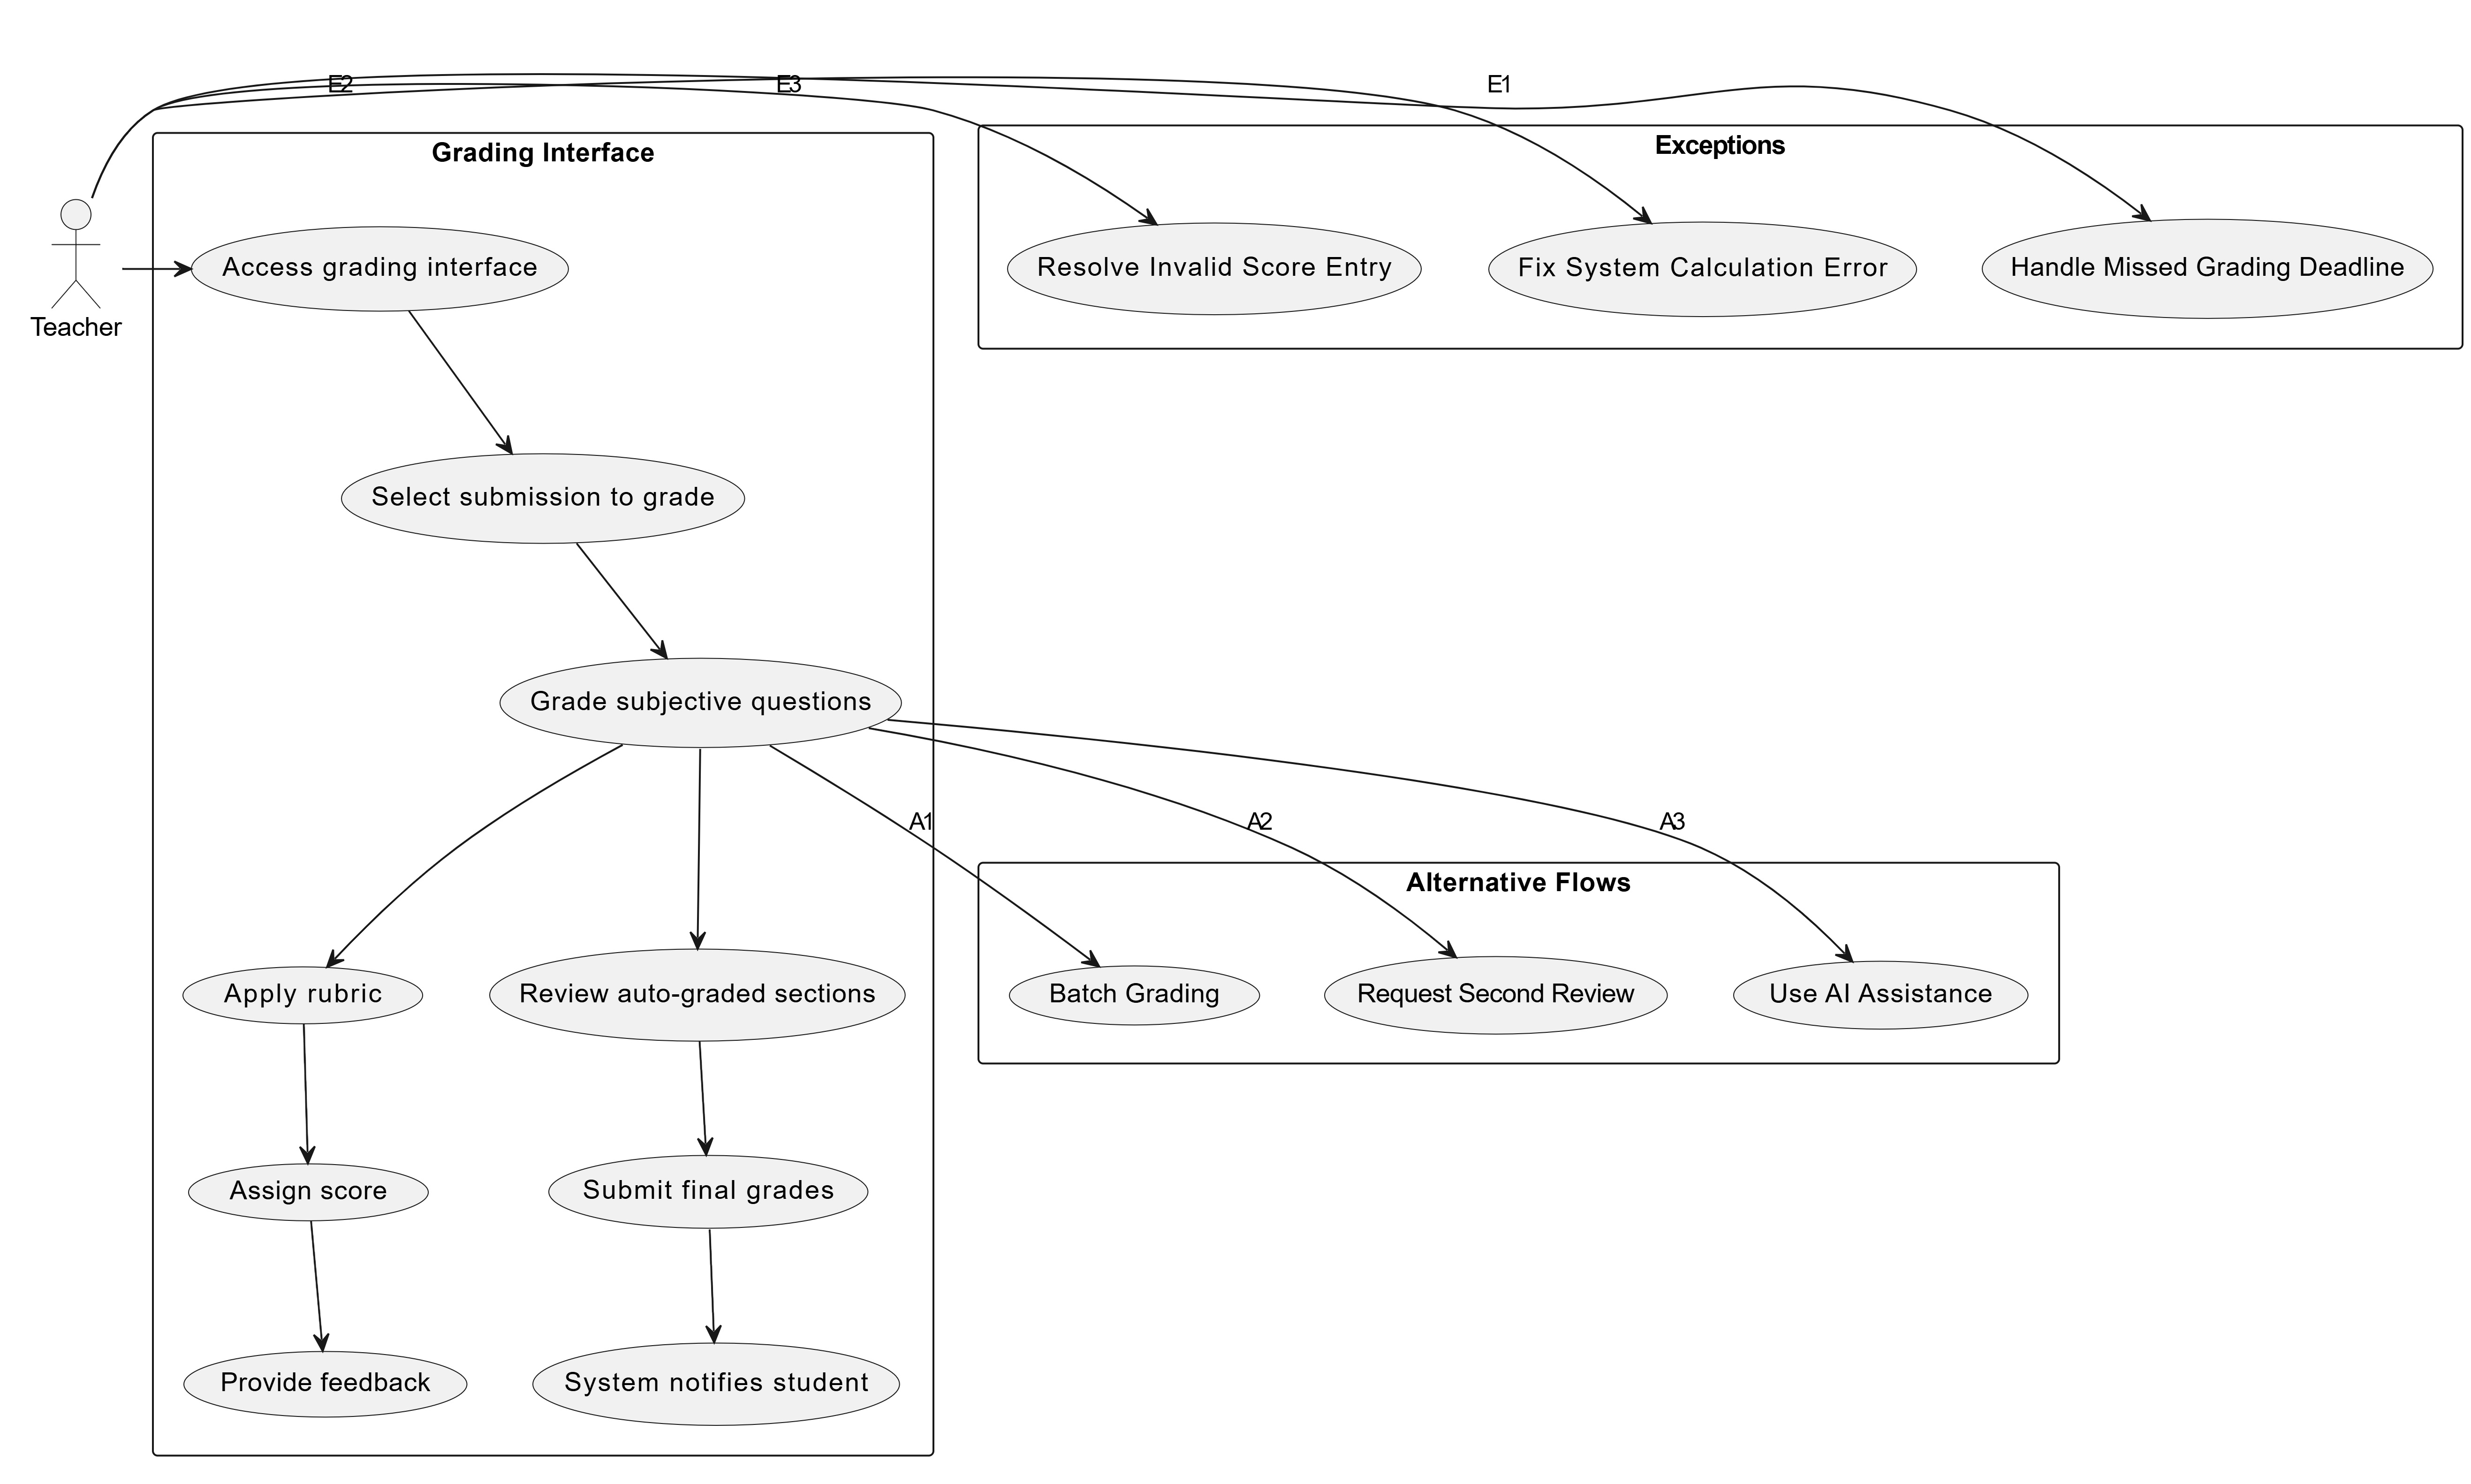 E2
E3
E1
Grading Interface
Exceptions
Teacher
Access grading interface
Resolve Invalid Score Entry
Fix System Calculation Error
Handle Missed Grading Deadline
Select submission to grade
Grade subjective questions
A1
A2
A3
Alternative Flows
Apply rubric
Review auto-graded sections
Batch Grading
Request Second Review
Use AI Assistance
Assign score
Submit final grades
Provide feedback
System notifies student